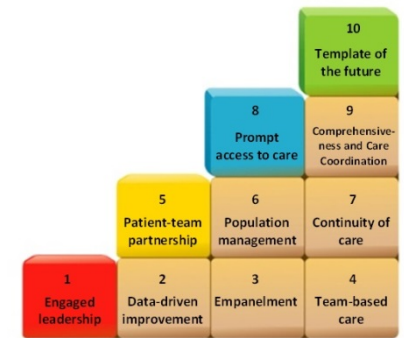 10
Template of
the future
8
Prompt
access to care
9
Comprehensive-
ness and Care
Coordination
5
Patient-team
partnership
6
Population
management
7
Continuity of
care
1
Engaged
leadership
2
Data-driven
improvement
3
Empanelment
4
Team-based
care